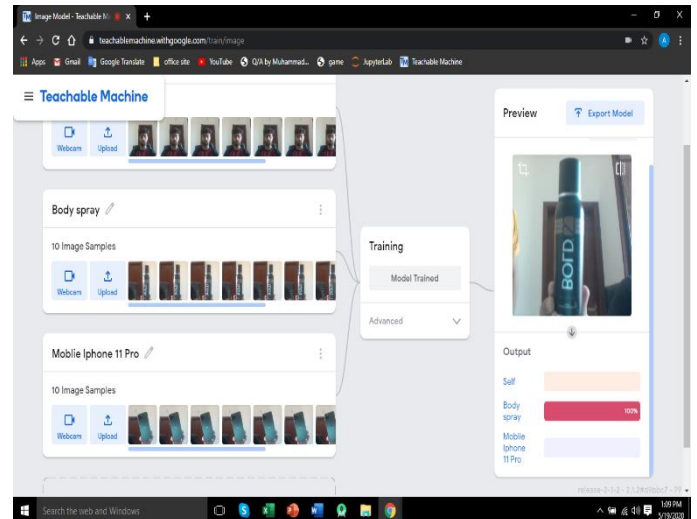 Image Model - Teachable M
teachablemachine.withgoogle.com/train/image
Apps Gmail Google Translate office site YouTube Q/A by Muhammad... game JupyterLab Teachable Machine
Teachable Machine
Webcam Upload
Body spray
10 Image Samples
Webcam Upload
Moblie Iphone 11 Pro
10 Image Samples
Webcam Upload
Training
Model Trained
Advanced
Preview
Export Model
BOLD
Output
Self
Body spray 100%
Moblie Iphone 11 Pro
Search the web and Windows
1:09 PM
5/19/2020